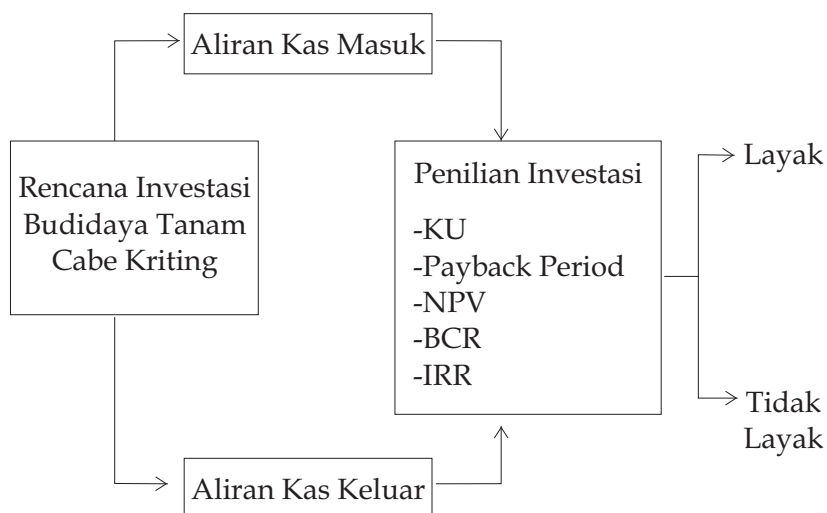 Aliran Kas Masuk
Rencana Investasi
Budidaya Tanam
Cabe Kriting
Penilian Investasi
-KU
-Payback Period
-NPV
-BCR
-IRR
Layak
Tidak
Layak
Aliran Kas Keluar